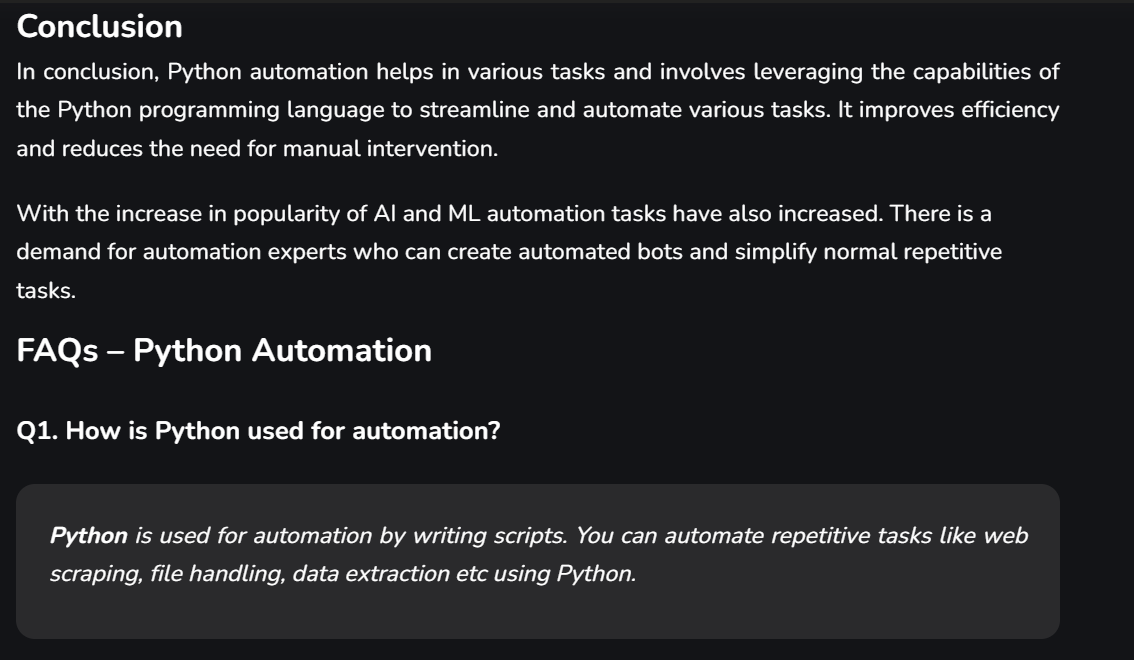 Conclusion
In conclusion, Python automation helps in various tasks and involves leveraging the capabilities of
the Python programming language to streamline and automate various tasks. It improves efficiency
and reduces the need for manual intervention.
With the increase in popularity of AI and ML automation tasks have also increased. There is a
demand for automation experts who can create automated bots and simplify normal repetitive
tasks.
FAQs – Python Automation
Q1. How is Python used for automation?
Python is used for automation by writing scripts. You can automate repetitive tasks like web
scraping, file handling, data extraction etc using Python.